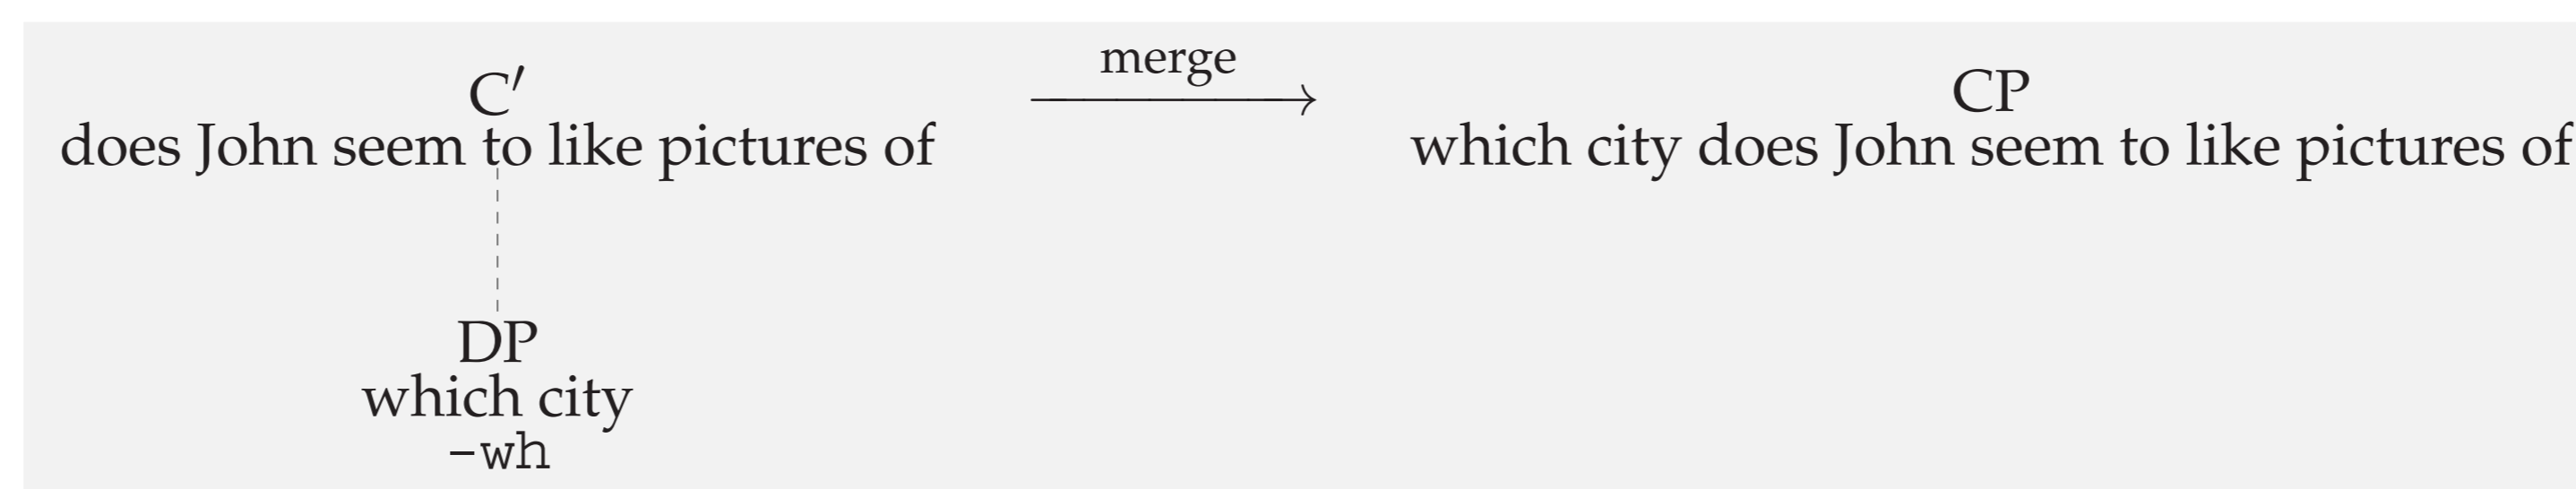 merge
C′
CP
does John seem to like pictures of
which city does John seem to like pictures of
DP
which city
-wh